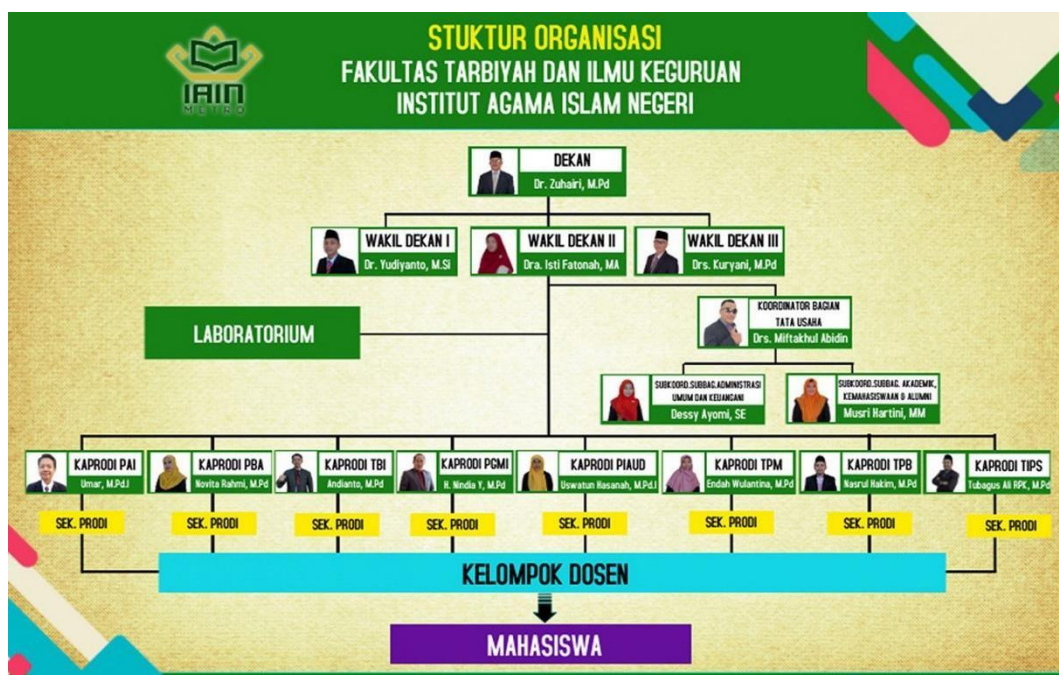 IAIN
METRO
STUKTUR ORGANISASI
FAKULTAS TARBIYAH DAN ILMU KEGURUAN
INSTITUT AGAMA ISLAM NEGERI
DEKAN
Dr. Zuhairi, M.Pd
WAKIL DEKAN I
Dr. Yudiyanto, M.Si
WAKIL DEKAN II
Dra. Isti Fatonah, MA
WAKIL DEKAN III
Drs. Kuryani, M.Pd
LABORATORIUM
KOORDINATOR BAGIAN
TATA USAHA
Drs. Miftakhul Abidin
SUBKOORD.SUBBAG.ADMINISTRASI
UMUM DAN KEUANGANI
Dessy Ayomi, SE
SUBKOORD.SUBBAG. AKADEMIK,
KEMAHASISWAAN & ALUMNI
Musri Hartini, MM
KAPRODI PAI
Umar, M.Pd.I
KAPRODI PBA
Novita Rahmi, M.Pd
KAPRODI TBI
Andianto, M.Pd
KAPRODI PGMI
H. Nindia Y, M.Pd
KAPRODI PIAUD
Uswatun Hasanah, M.Pd.I
KAPRODI TPM
Endah Wulantina, M.Pd
KAPRODI TPB
Nasrul Hakim, M.Pd
KAPRODI TIPS
Tubagus Ali RPK, M.Pd
SEK. PRODI
SEK. PRODI
SEK. PRODI
SEK. PRODI
SEK. PRODI
SEK. PRODI
SEK. PRODI
SEK. PRODI
KELOMPOK DOSEN
MAHASISWA